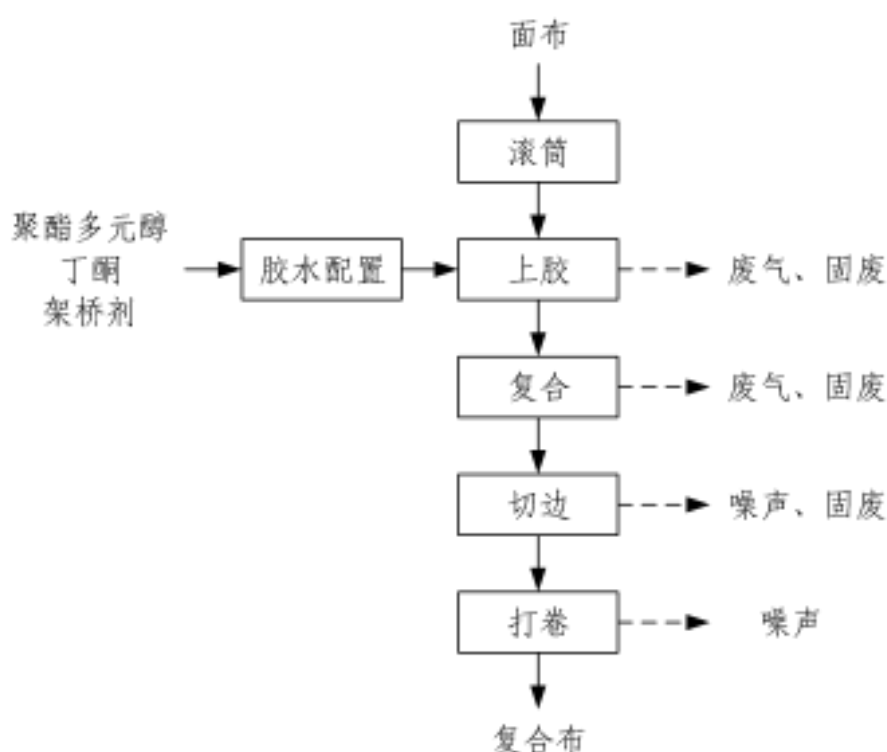 面布
滚筒
聚酯多元醇
丁酮
架桥剂
胶水配置
上胶
废气、固废
复合
废气、固废
切边
噪声、固废
打卷
噪声
复合布